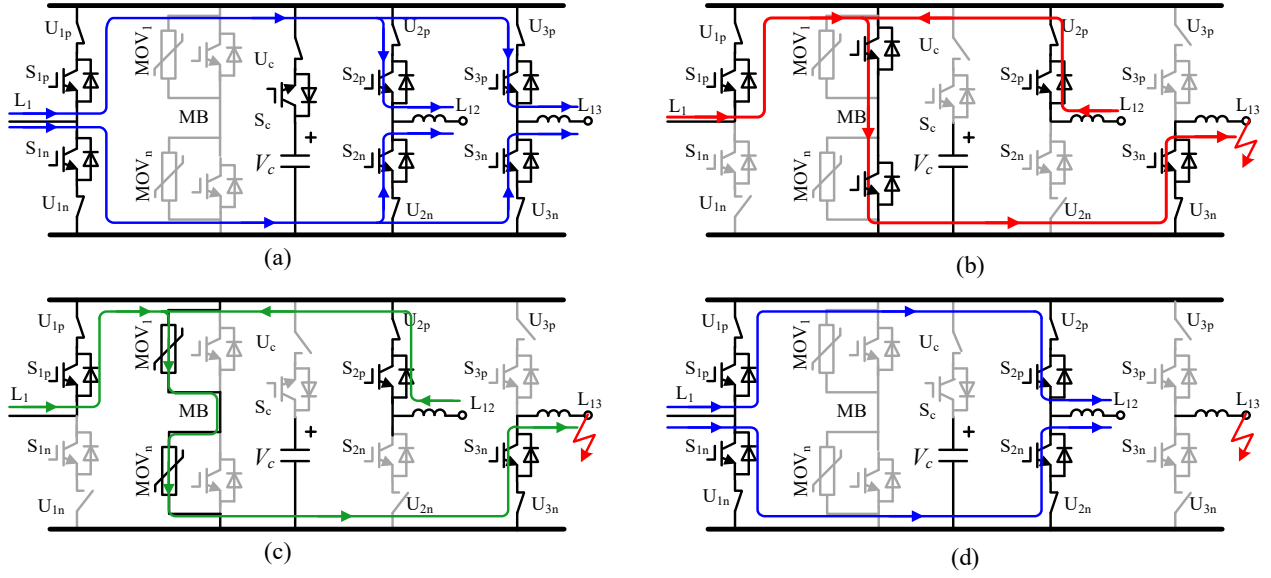 U1p MOV1 Uc U2p U3p
S1p S2p S3p
L1 MB Sc + L12 L13
S1n MOVn Vc S2n S3n
U1n U2n U3n
(a)
U1p MOV1 Uc U2p U3p
S1p S2p S3p
L1 MB Sc + L12 L13
S1n MOVn Vc S2n S3n
U1n U2n U3n
(b)
U1p MOV1 Uc U2p U3p
S1p S2p S3p
L1 MB Sc + L12 L13
S1n MOVn Vc S2n S3n
U1n U2n U3n
(c)
U1p MOV1 Uc U2p U3p
S1p S2p S3p
L1 MB Sc + L12 L13
S1n MOVn Vc S2n S3n
U1n U2n U3n
(d)